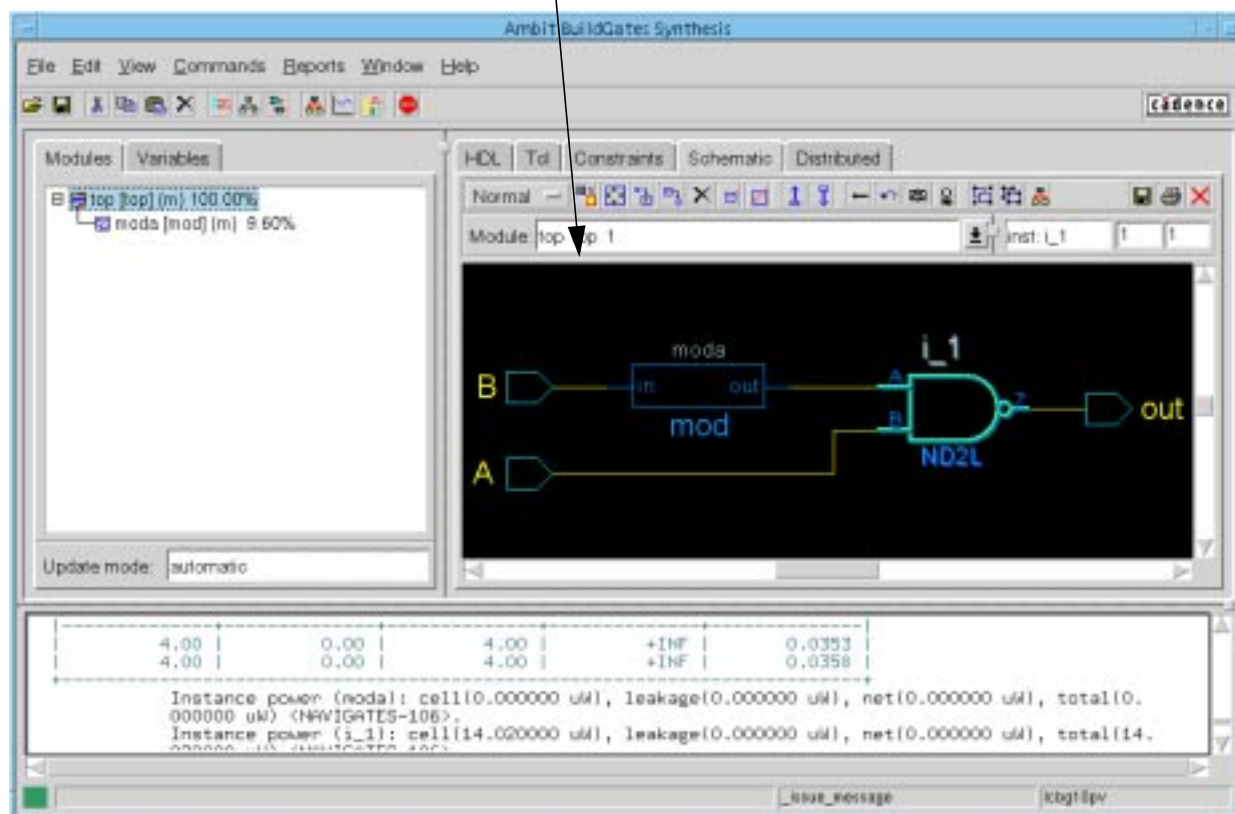 Ambit BuildGates Synthesis
File Edit View Commands Reports Window Help
cadence
Modules Variables
top [top] (m) 100.00%
moda [mod] (m) 9.60%
Update mode: automatic
HDL Tcl Constraints Schematic Distributed
Normal
Module: top 1 inst: i_1 1 1
moda
i_1
B in out A Z out
mod B
A ND2L
4.00 | 0.00 | 4.00 | +INF | 0.0353 |
4.00 | 0.00 | 4.00 | +INF | 0.0358 |
Instance power (moda): cell(0.000000 uW), leakage(0.000000 uW), net(0.000000 uW), total(0.
000000 uW) <NAVIGATES-106>.
Instance power (i_1): cell(14.020000 uW), leakage(0.000000 uW), net(0.000000 uW), total(14.
_issue_message